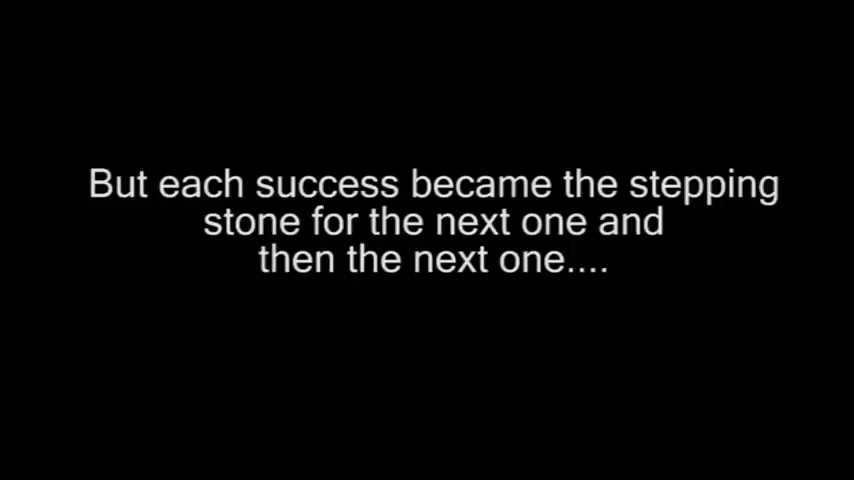 But each success became the stepping
stone for the next one and
then the next one....